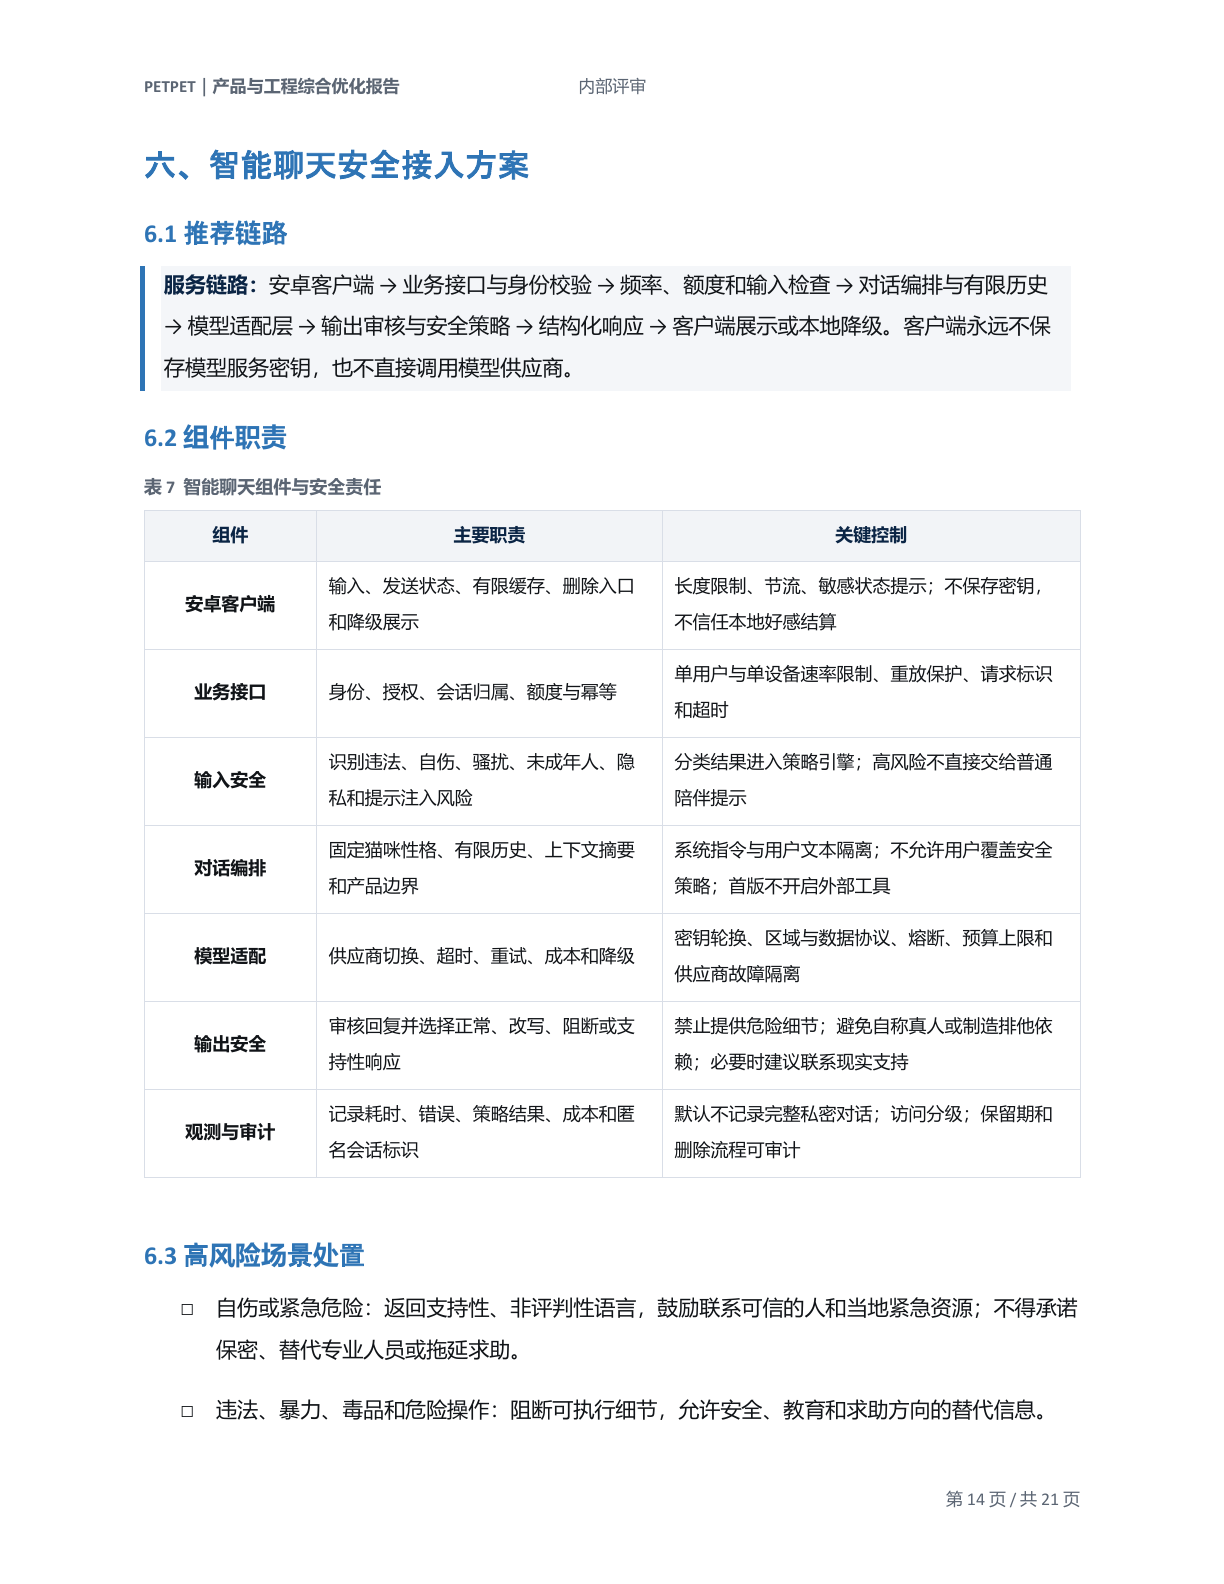 PETPET | 产品与工程综合优化报告 内部评审
六、智能聊天安全接入方案
6.1 推荐链路
服务链路：安卓客户端 → 业务接口与身份校验 → 频率、额度和输入检查 → 对话编排与有限历史
→ 模型适配层 → 输出审核与安全策略 → 结构化响应 → 客户端展示或本地降级。客户端永远不保
存模型服务密钥，也不直接调用模型供应商。
6.2 组件职责
表 7 智能聊天组件与安全责任
组件 主要职责 关键控制
安卓客户端
输入、发送状态、有限缓存、删除入口
和降级展示
长度限制、节流、敏感状态提示；不保存密钥，
不信任本地好感结算
业务接口
身份、授权、会话归属、额度与幂等
单用户与单设备速率限制、重放保护、请求标识
和超时
输入安全
识别违法、自伤、骚扰、未成年人、隐
私和提示注入风险
分类结果进入策略引擎；高风险不直接交给普通
陪伴提示
对话编排
固定猫咪性格、有限历史、上下文摘要
和产品边界
系统指令与用户文本隔离；不允许用户覆盖安全
策略；首版不开启外部工具
模型适配
供应商切换、超时、重试、成本和降级
密钥轮换、区域与数据协议、熔断、预算上限和
供应商故障隔离
输出安全
审核回复并选择正常、改写、阻断或支
持性响应
禁止提供危险细节；避免自称真人或制造排他依
赖；必要时建议联系现实支持
观测与审计
记录耗时、错误、策略结果、成本和匿
名会话标识
默认不记录完整私密对话；访问分级；保留期和
删除流程可审计
6.3 高风险场景处置
□ 自伤或紧急危险：返回支持性、非评判性语言，鼓励联系可信的人和当地紧急资源；不得承诺
保密、替代专业人员或拖延求助。
□ 违法、暴力、毒品和危险操作：阻断可执行细节，允许安全、教育和求助方向的替代信息。
第 14 页 / 共 21 页